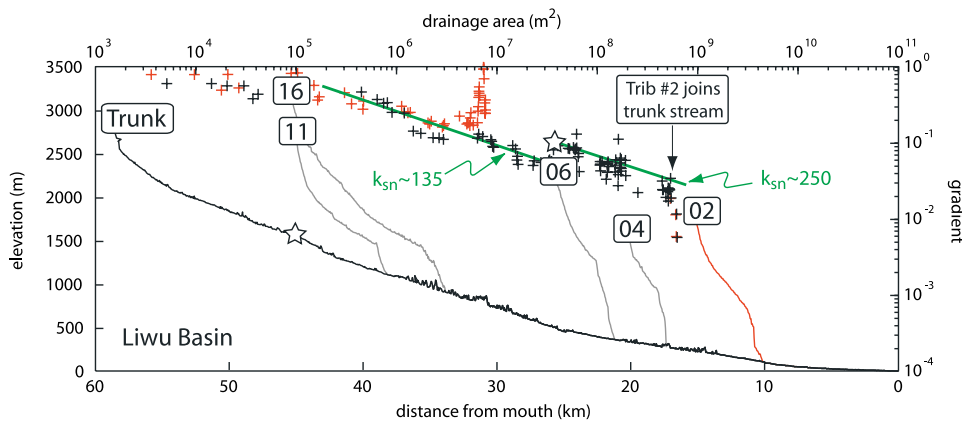 drainage area (m²)
10³ 10⁴ 10⁵ 10⁶ 10⁷ 10⁸ 10⁹ 10¹⁰ 10¹¹
3500 10⁰
16
Trib #2 joins
trunk stream
3000
Trunk
11
10⁻¹
2500
06
kₛₙ~135
kₛₙ~250
2000
02
04
10⁻²
elevation (m)
gradient
1500
1000
10⁻³
500
Liwu Basin
0 10⁻⁴
60 50 40 30 20 10 0
distance from mouth (km)